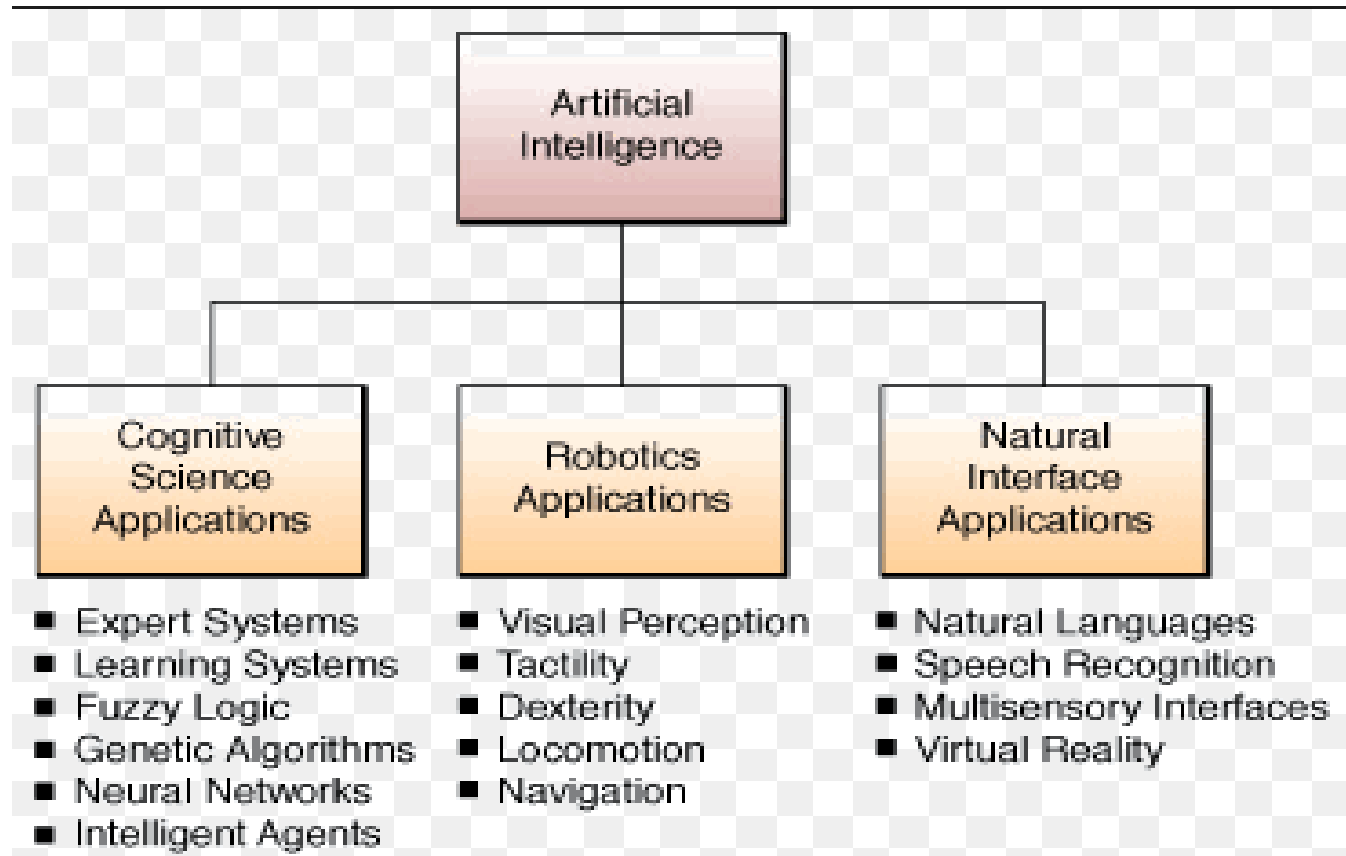 Artificial
Intelligence
Cognitive
Science
Applications
Robotics
Applications
Natural
Interface
Applications
■ Expert Systems
■ Learning Systems
■ Fuzzy Logic
■ Genetic Algorithms
■ Neural Networks
■ Intelligent Agents
■ Visual Perception
■ Tactility
■ Dexterity
■ Locomotion
■ Navigation
■ Natural Languages
■ Speech Recognition
■ Multisensory Interfaces
■ Virtual Reality